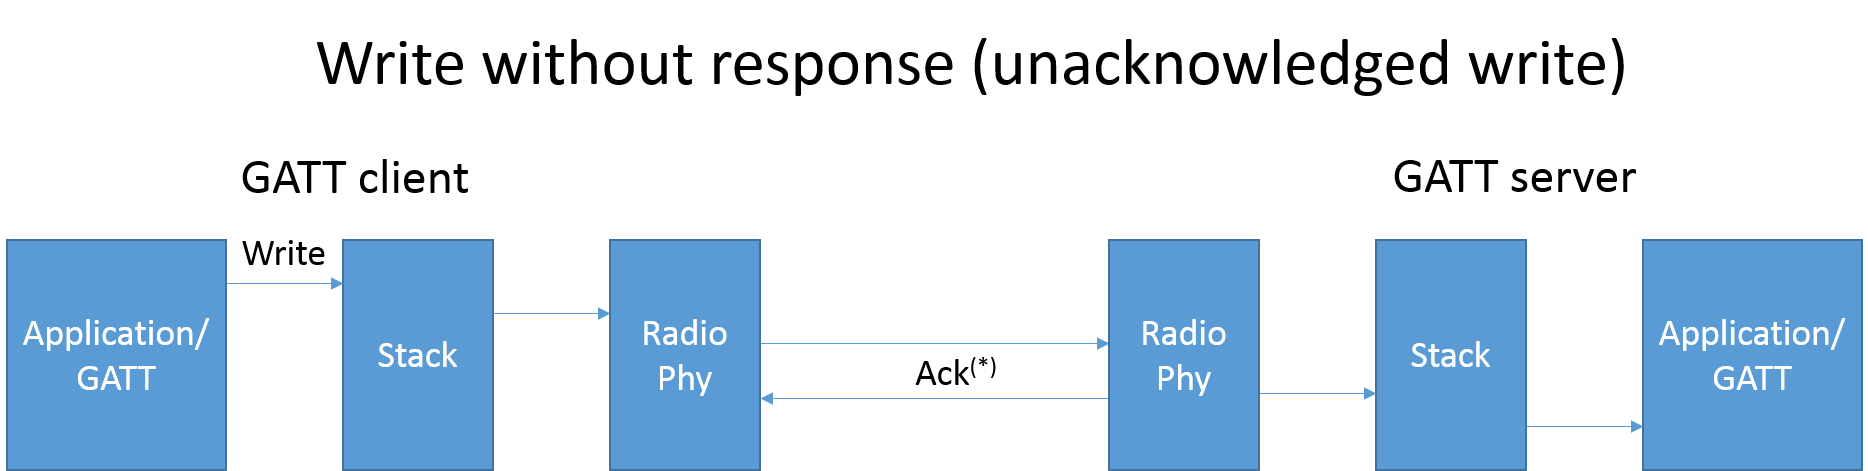 Write without response (unacknowledged write)
GATT client
GATT server
Write
Application/
GATT
Stack
Radio
Phy
Ack(*)
Radio
Phy
Stack
Application/
GATT